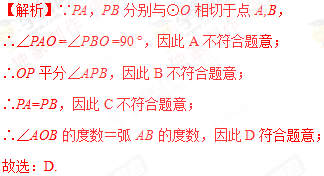 【解析】∵PA，PB 分别与⊙O 相切于点 A,B，
∴∠PAO =∠PBO =90 °，因此 A 不符合题意；
∴OP 平分∠APB，因此 B 不符合题意；
∴PA=PB，因此 C 不符合题意；
∴∠AOB 的度数＝弧 AB 的度数，因此 D 符合题意；
故选：D.